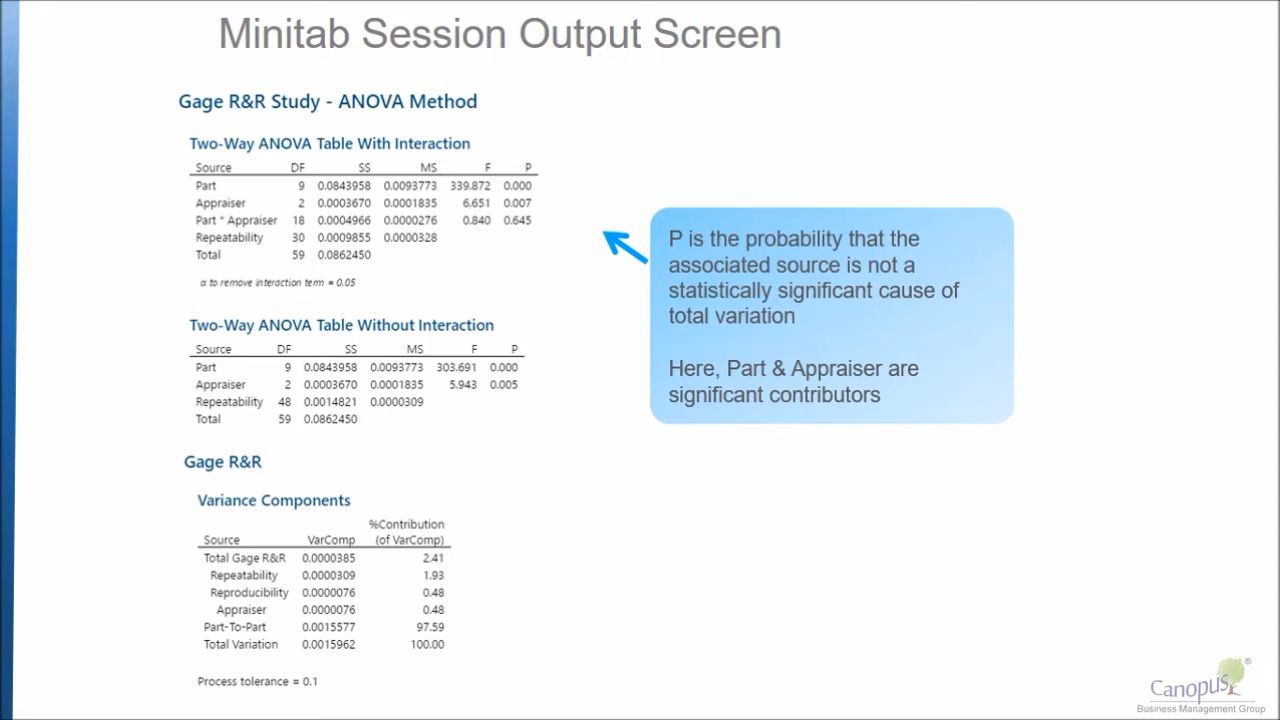 Minitab Session Output Screen
Gage R&R Study - ANOVA Method
Two-Way ANOVA Table With Interaction
Source DF SS MS F P
Part 9 0.0843958 0.0093773 339.872 0.000
Appraiser 2 0.0003670 0.0001835 6.651 0.007
Part * Appraiser 18 0.0004966 0.0000276 0.840 0.645
Repeatability 30 0.0009855 0.0000328
Total 59 0.0862450
α to remove interaction term = 0.05
Two-Way ANOVA Table Without Interaction
Source DF SS MS F P
Part 9 0.0843958 0.0093773 303.691 0.000
Appraiser 2 0.0003670 0.0001835 5.943 0.005
Repeatability 48 0.0014821 0.0000309
Total 59 0.0862450
Gage R&R
Variance Components
%Contribution
Source VarComp (of VarComp)
Total Gage R&R 0.0000385 2.41
Repeatability 0.0000309 1.93
Reproducibility 0.0000076 0.48
Appraiser 0.0000076 0.48
Part-To-Part 0.0015577 97.59
Total Variation 0.0015962 100.00
Process tolerance = 0.1
P is the probability that the
associated source is not a
statistically significant cause of
total variation
Here, Part & Appraiser are
significant contributors
Canopus®
Business Management Group